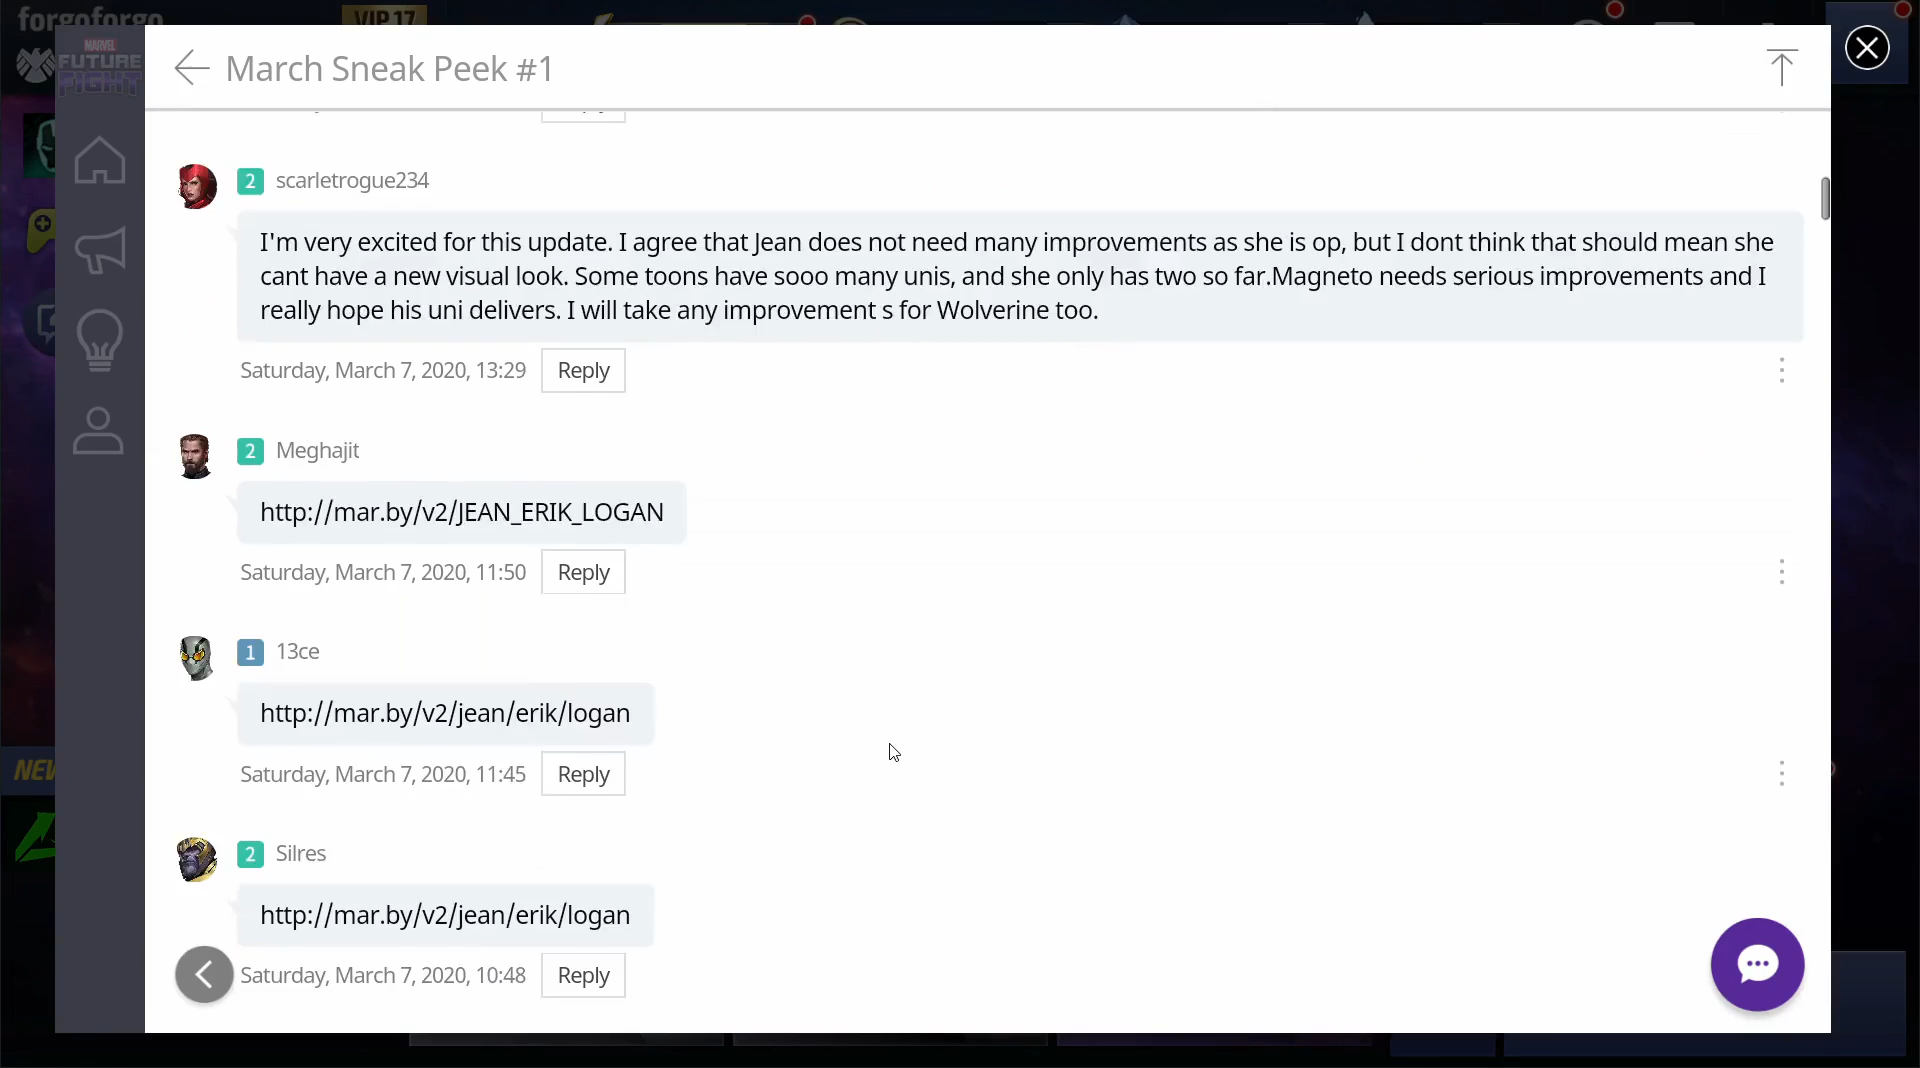 forgoforgo
VIP 17
MARVEL
FUTURE
FIGHT
March Sneak Peek #1
2 scarletrogue234
I'm very excited for this update. I agree that Jean does not need many improvements as she is op, but I dont think that should mean she
cant have a new visual look. Some toons have sooo many unis, and she only has two so far.Magneto needs serious improvements and I
really hope his uni delivers. I will take any improvement s for Wolverine too.
Saturday, March 7, 2020, 13:29 Reply
2 Meghajit
http://mar.by/v2/JEAN_ERIK_LOGAN
Saturday, March 7, 2020, 11:50 Reply
1 13ce
http://mar.by/v2/jean/erik/logan
Saturday, March 7, 2020, 11:45 Reply
2 Silres
http://mar.by/v2/jean/erik/logan
Saturday, March 7, 2020, 10:48 Reply